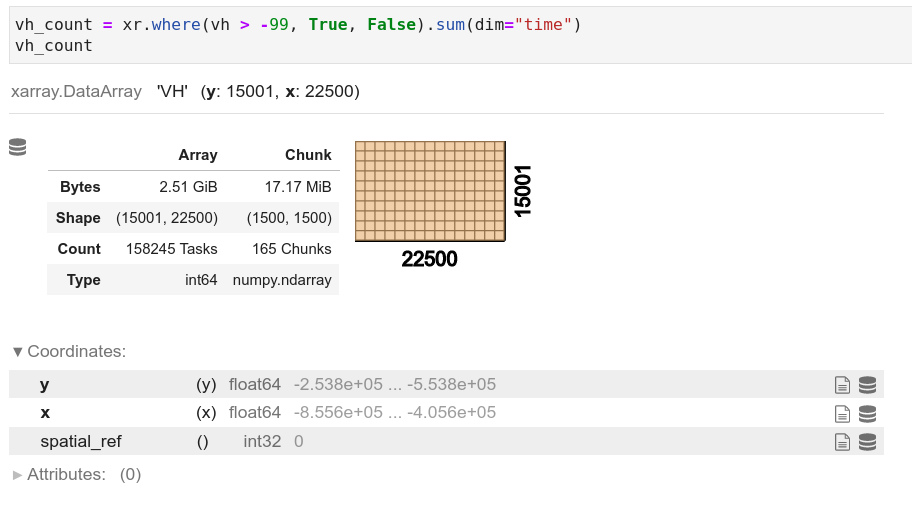 vh_count = xr.where(vh > -99, True, False).sum(dim="time")
vh_count
xarray.DataArray 'VH' (y: 15001, x: 22500)
Array Chunk
Bytes 2.51 GiB 17.17 MiB
Shape (15001, 22500) (1500, 1500)
Count 158245 Tasks 165 Chunks
Type int64 numpy.ndarray
15001
22500
▼ Coordinates:
y (y) float64 -2.538e+05 ... -5.538e+05
x (x) float64 -8.556e+05 ... -4.056e+05
spatial_ref () int32 0
► Attributes: (0)